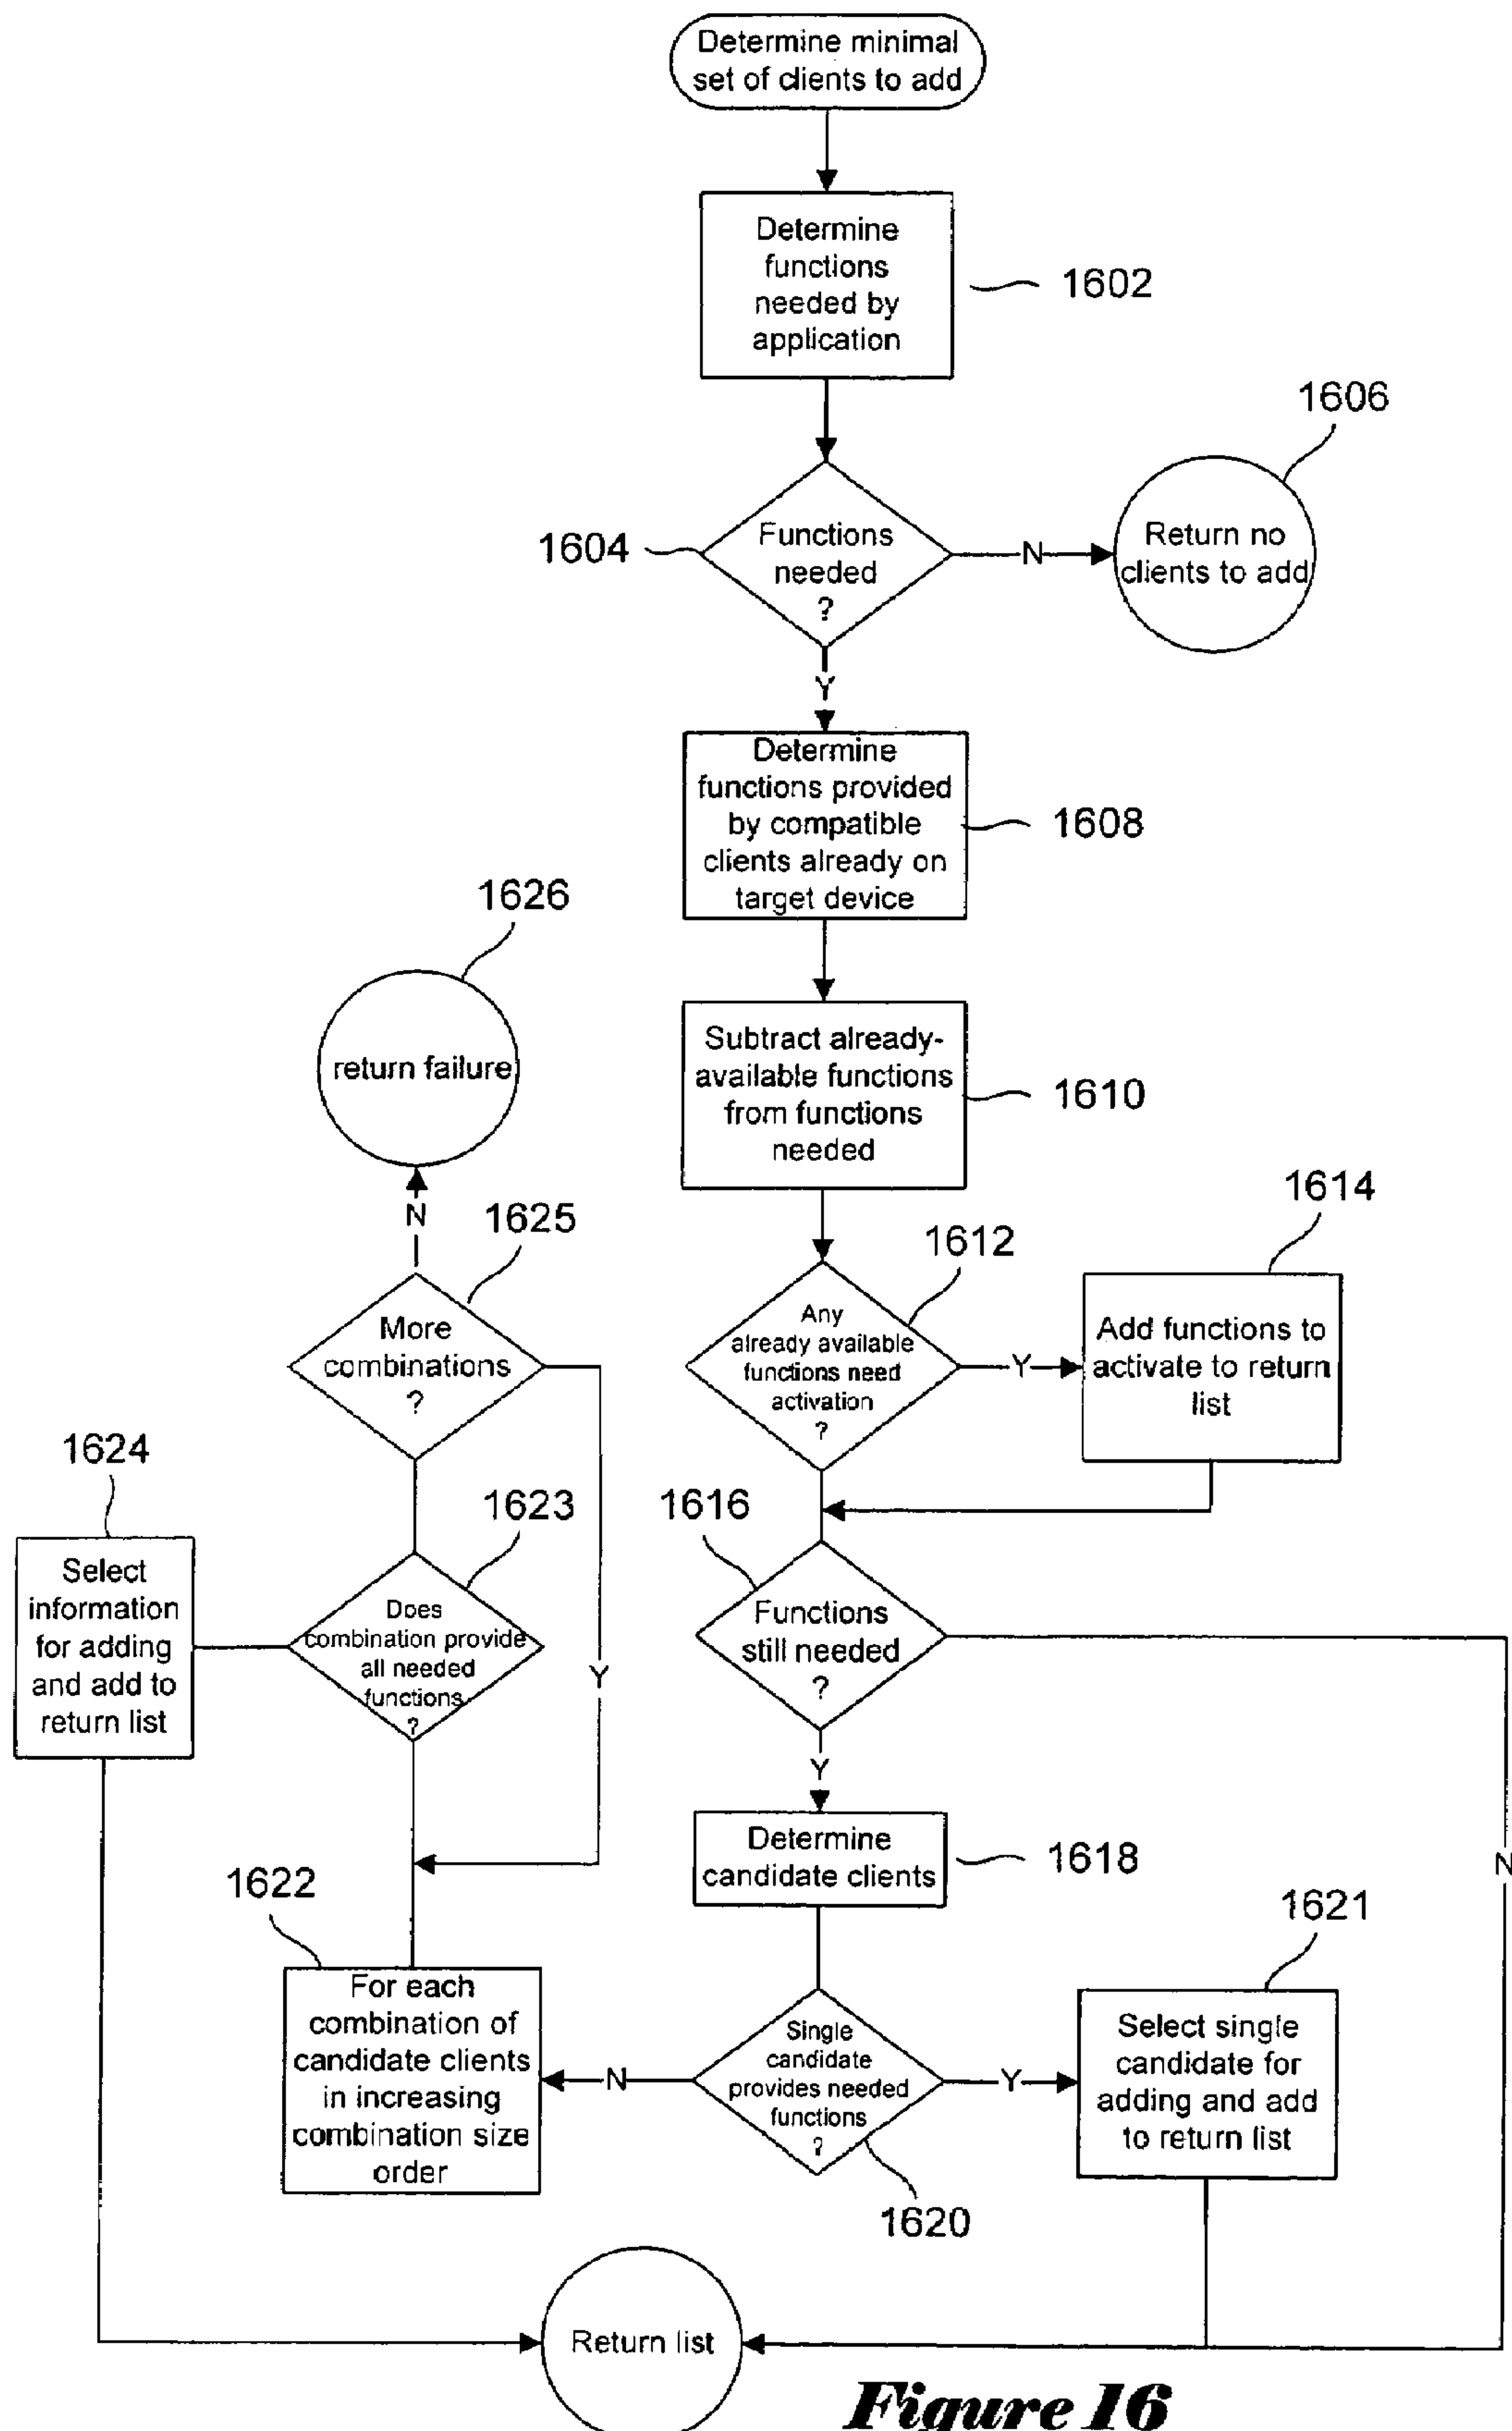 Determine minimal
set of clients to add
Determine
functions
needed by
application
1602
1606
1604
Functions
needed
?
N
Return no
clients to add
Y
Determine
functions provided
by compatible
clients already on
target device
1608
1626
return failure
Subtract already-
available functions
from functions
needed
1610
N
1625
1614
1612
More
combinations
?
Any
already available
functions need
activation
?
Y
Add functions to
activate to return
list
1624
1623
1616
Select
information
for adding
and add to
return list
Does
combination provide
all needed
functions
?
Y
Functions
still needed
?
Y
N
Determine
candidate clients
1618
1622
1621
For each
combination of
candidate clients
in increasing
combination size
order
N
Single
candidate
provides needed
functions
?
Y
Select single
candidate for
adding and add
to return list
1620
Return list
Figure 16